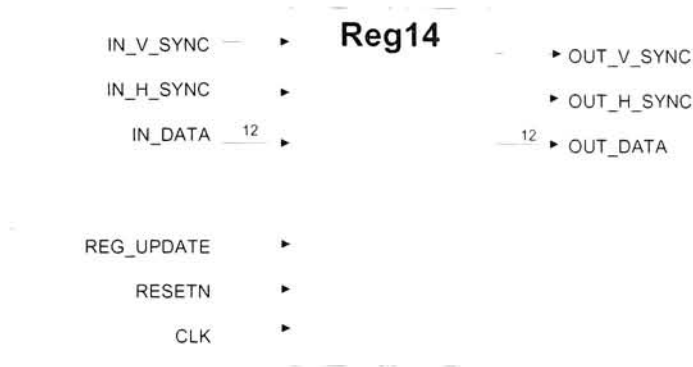 Reg14
IN_V_SYNC
IN_H_SYNC
IN_DATA 12
REG_UPDATE
RESETN
CLK
OUT_V_SYNC
OUT_H_SYNC
12 OUT_DATA